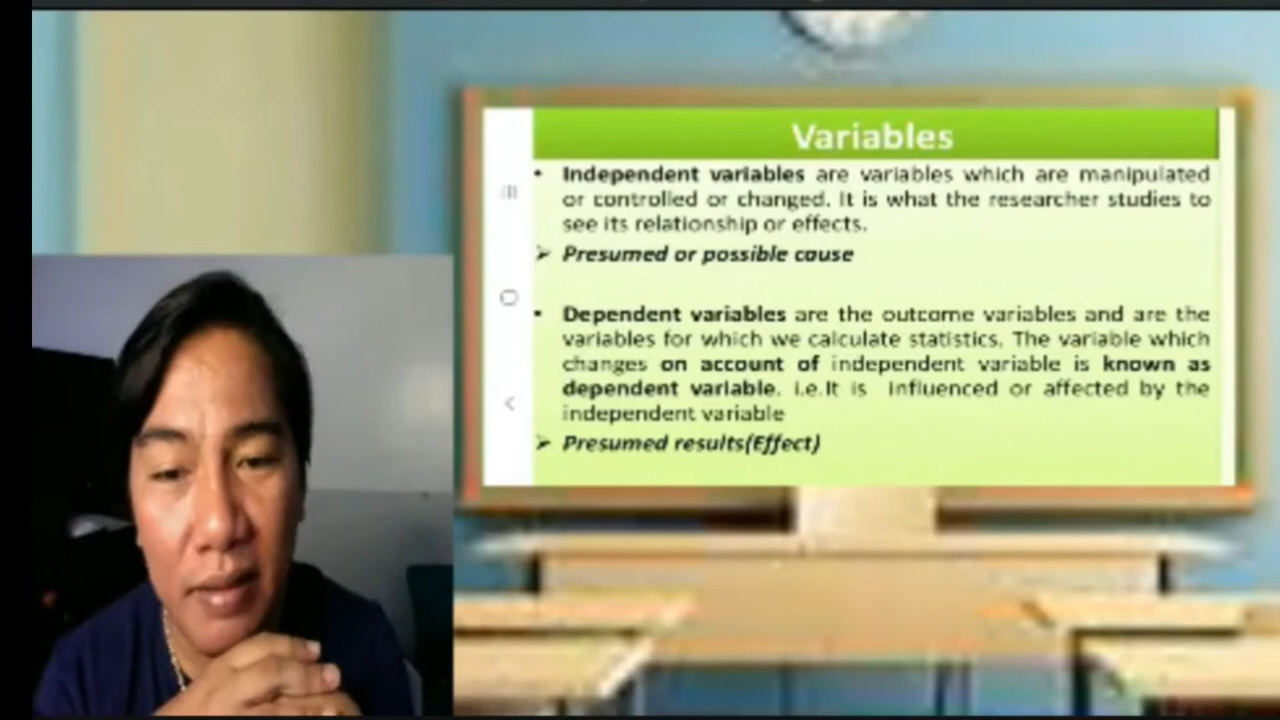 Variables
• Independent variables are variables which are manipulated
or controlled or changed. It is what the researcher studies to
see its relationship or effects.
➢ Presumed or possible cause
• Dependent variables are the outcome variables and are the
variables for which we calculate statistics. The variable which
changes on account of independent variable is known as
dependent variable. i.e.It is influenced or affected by the
independent variable
➢ Presumed results(Effect)